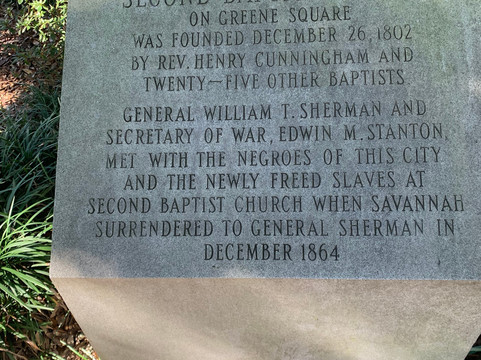 SECOND
ON GREENE SQUARE
WAS FOUNDED DECEMBER 26, 1802
BY REV. HENRY CUNNINGHAM AND
TWENTY-FIVE OTHER BAPTISTS
GENERAL WILLIAM T. SHERMAN AND
SECRETARY OF WAR, EDWIN M. STANTON,
MET WITH THE NEGROES OF THIS CITY
AND THE NEWLY FREED SLAVES AT
SECOND BAPTIST CHURCH WHEN SAVANNAH
SURRENDERED TO GENERAL SHERMAN IN
DECEMBER 1864